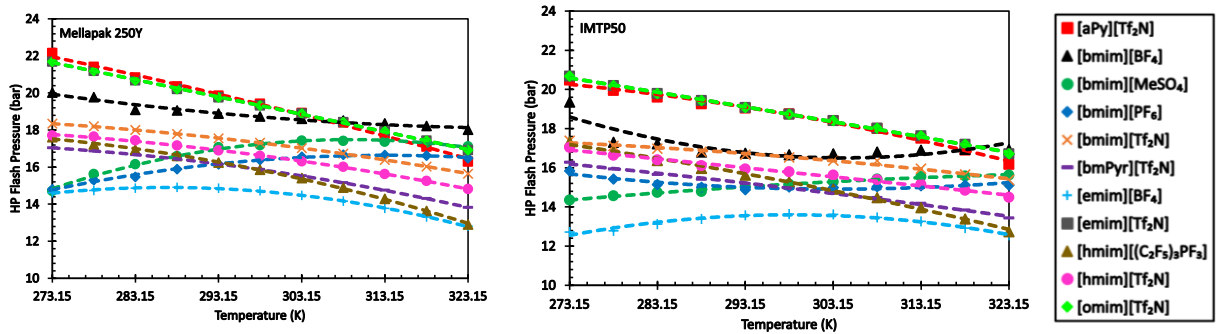 Mellapak 250Y
HP Flash Pressure (bar)
24
22
20
18
16
14
12
10
273.15 283.15 293.15 303.15 313.15 323.15
Temperature (K)
IMTP50
HP Flash Pressure (bar)
24
22
20
18
16
14
12
10
273.15 283.15 293.15 303.15 313.15 323.15
Temperature (K)
[aPy][Tf₂N]
[bmim][BF₄]
[bmim][MeSO₄]
[bmim][PF₆]
[bmim][Tf₂N]
[bmPyr][Tf₂N]
[emim][BF₄]
[emim][Tf₂N]
[hmim][(C₂F₅)₃PF₃]
[hmim][Tf₂N]
[omim][Tf₂N]